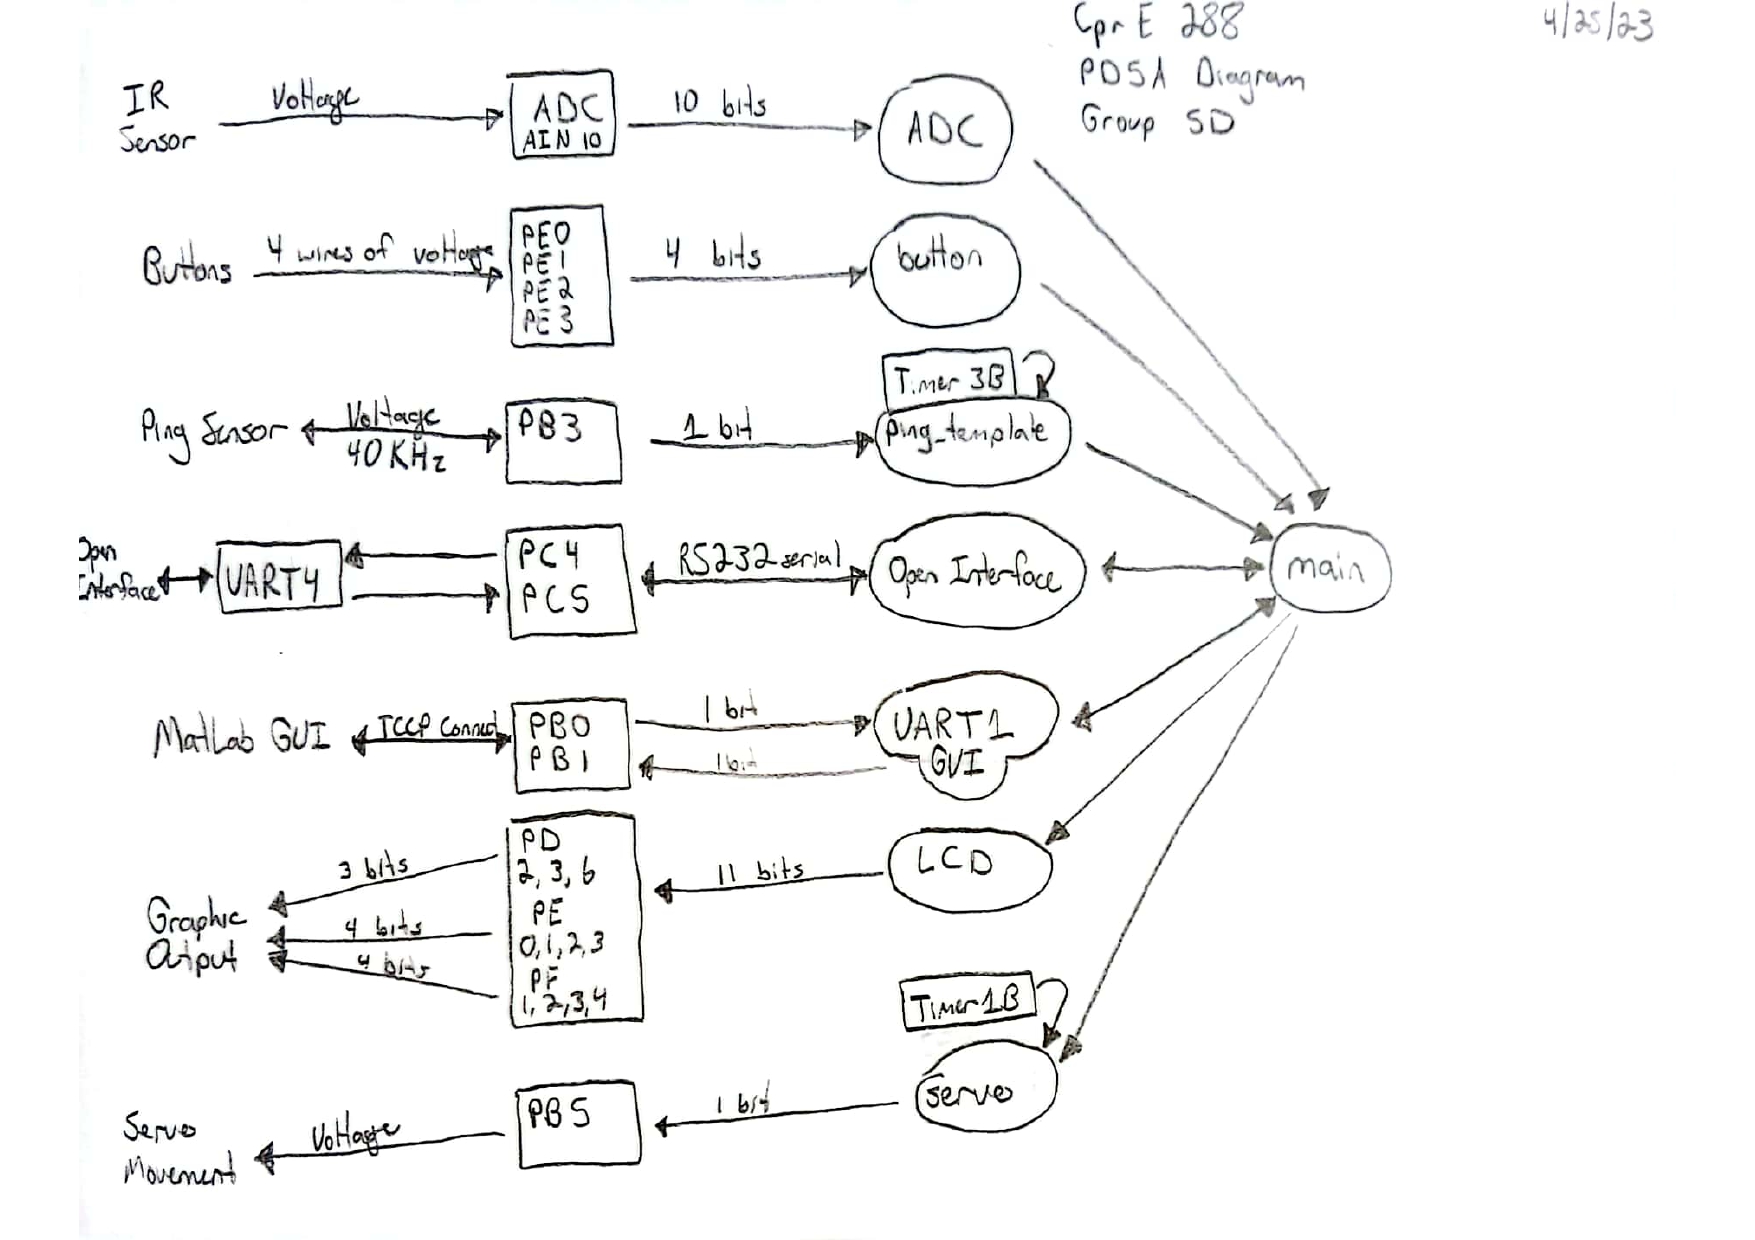 Cpr E 288
4/25/23
PDSA Diagram
Group SD
IR
Sensor
Voltage
ADC
AIN 10
10 bits
ADC
Buttons
4 wires of voltage
PE0
PE1
PE2
PE3
4 bits
button
Ping Sensor
Voltage
40 KHz
PB3
1 bit
Timer 3B
Ping_template
Open
Interface
UART4
PC4
PC5
RS232 serial
Open Interface
main
MatLab GUI
TCCP Connect
PB0
PB1
1 bit
1 bit
UART1
GUI
Graphic
Output
3 bits
4 bits
4 bits
PD
2, 3, 6
PE
0, 1, 2, 3
PF
1, 2, 3, 4
11 bits
LCD
Timer 1B
Servo
Movement
Voltage
PB5
1 bit
servo